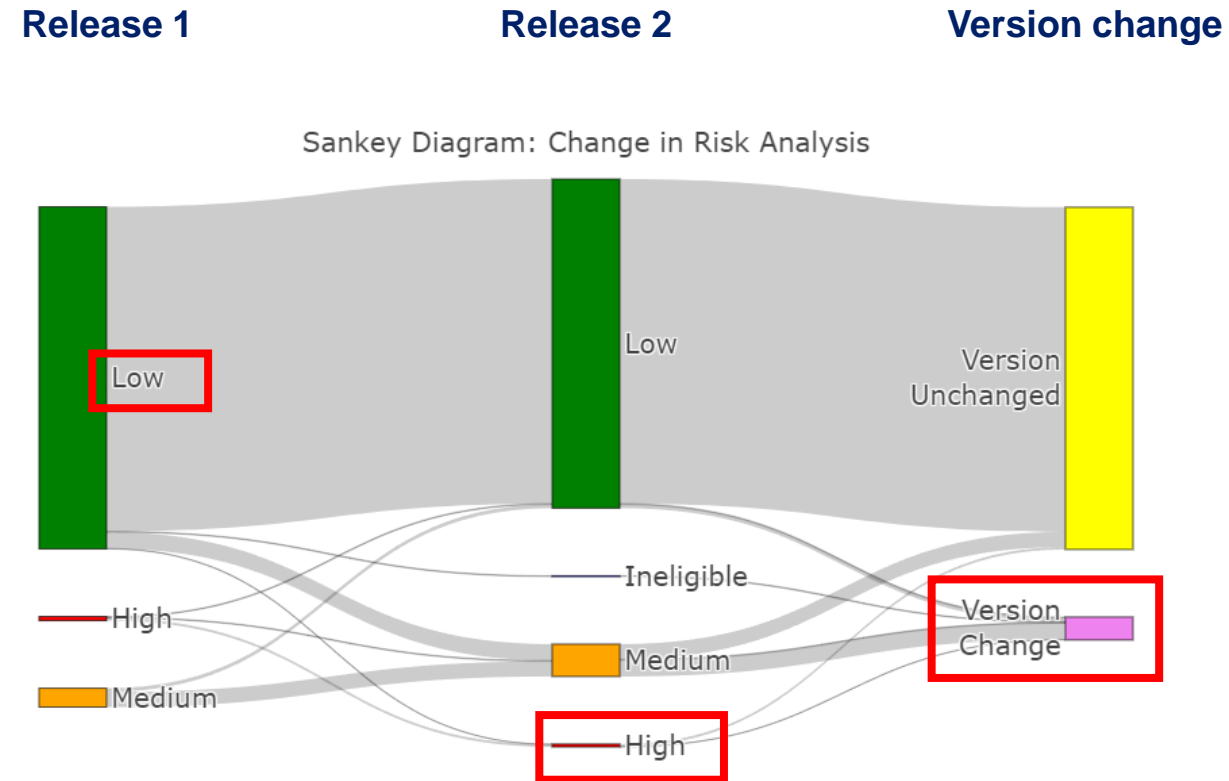 Release 1
Release 2
Version change
Sankey Diagram: Change in Risk Analysis
Low
High
Medium
Low
Ineligible
Medium
High
Version
Unchanged
Version
Change